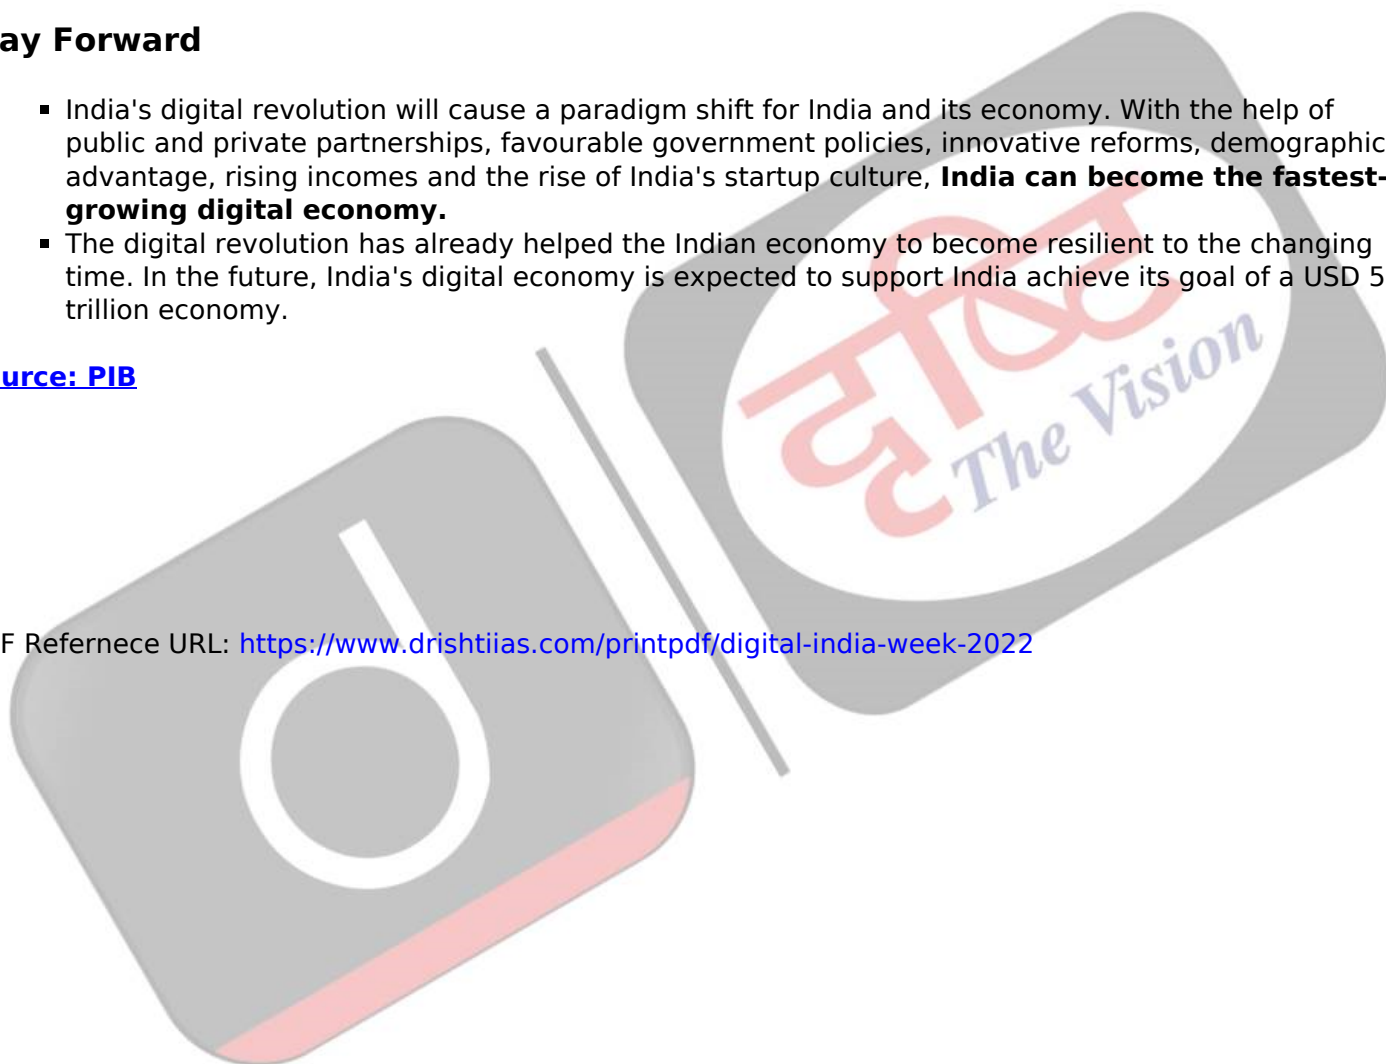 ay Forward
▪ India's digital revolution will cause a paradigm shift for India and its economy. With the help of
public and private partnerships, favourable government policies, innovative reforms, demographic
advantage, rising incomes and the rise of India's startup culture, India can become the fastest-
growing digital economy.
▪ The digital revolution has already helped the Indian economy to become resilient to the changing
time. In the future, India's digital economy is expected to support India achieve its goal of a USD 5
trillion economy.
urce: PIB
दृष्टि
The Vision
F Refernece URL: https://www.drishtiias.com/printpdf/digital-india-week-2022
d